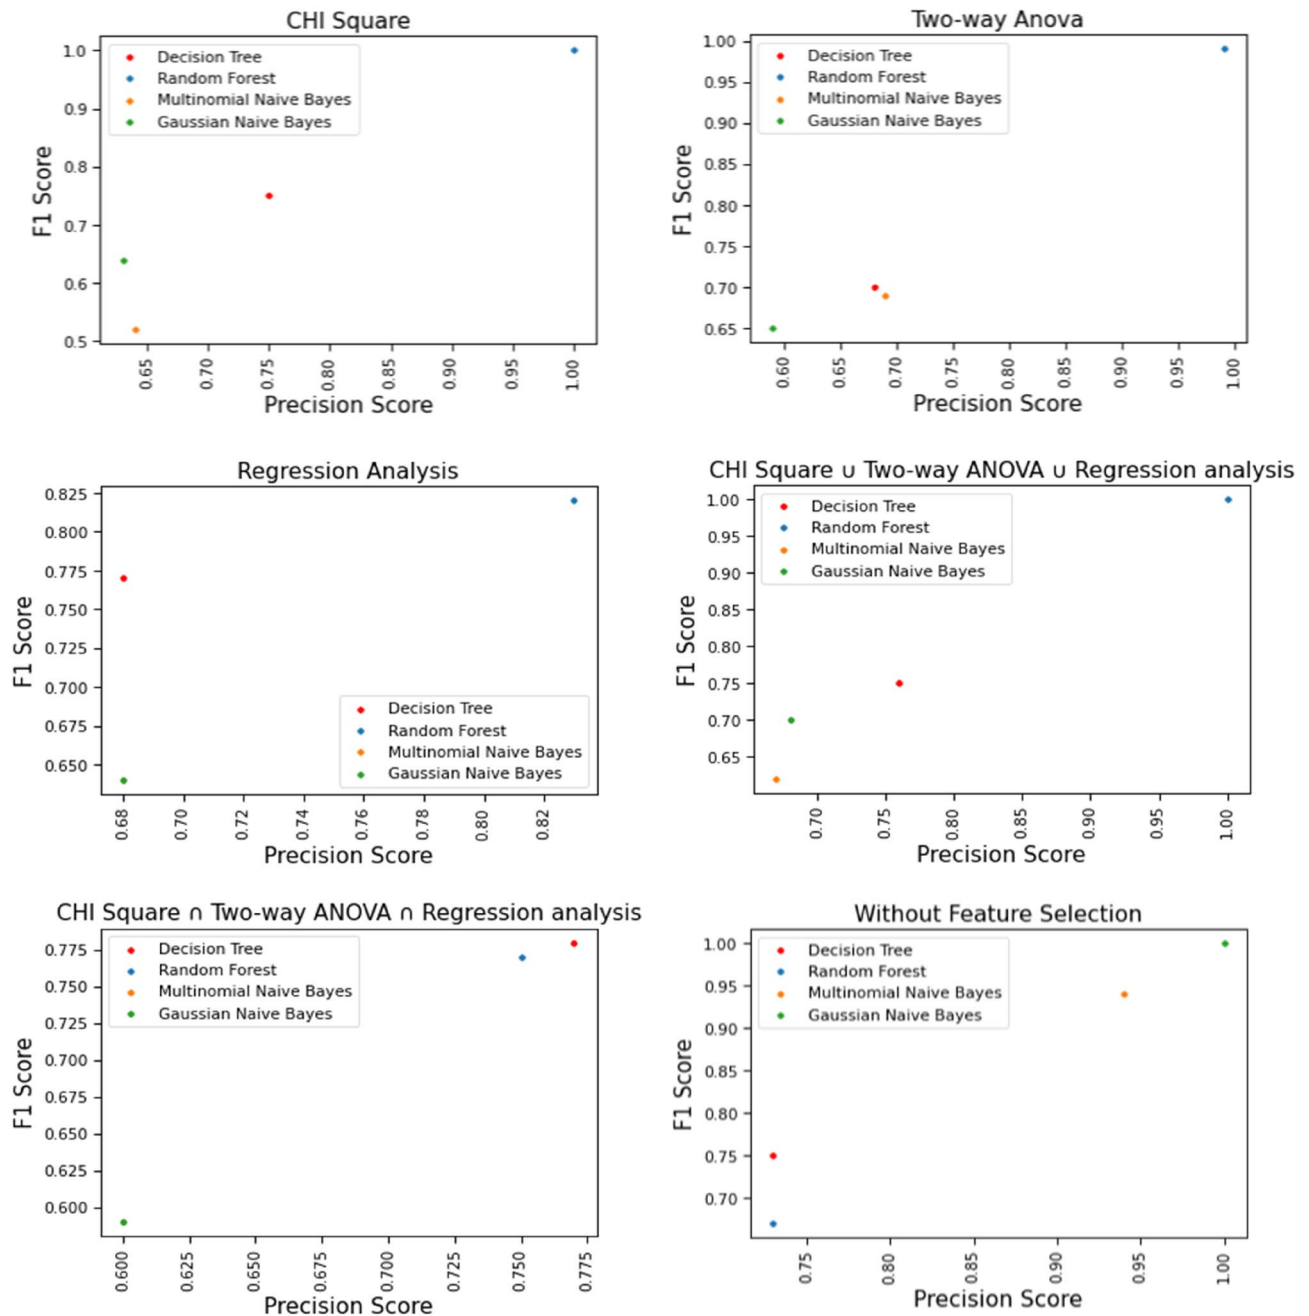 CHI Square
1.0
0.9
0.8
0.7
0.6
0.5
F1 Score
Decision Tree
Random Forest
Multinomial Naive Bayes
Gaussian Naive Bayes
0.65
0.70
0.75
0.80
0.85
0.90
0.95
1.00
Precision Score
Two-way Anova
1.00
0.95
0.90
0.85
0.80
0.75
0.70
0.65
F1 Score
Decision Tree
Random Forest
Multinomial Naive Bayes
Gaussian Naive Bayes
0.60
0.65
0.70
0.75
0.80
0.85
0.90
0.95
1.00
Precision Score
Regression Analysis
0.825
0.800
0.775
0.750
0.725
0.700
0.675
0.650
F1 Score
Decision Tree
Random Forest
Multinomial Naive Bayes
Gaussian Naive Bayes
0.68
0.70
0.72
0.74
0.76
0.78
0.80
0.82
Precision Score
CHI Square ∪ Two-way ANOVA ∪ Regression analysis
1.00
0.95
0.90
0.85
0.80
0.75
0.70
0.65
F1 Score
Decision Tree
Random Forest
Multinomial Naive Bayes
Gaussian Naive Bayes
0.70
0.75
0.80
0.85
0.90
0.95
1.00
Precision Score
CHI Square ∩ Two-way ANOVA ∩ Regression analysis
0.775
0.750
0.725
0.700
0.675
0.650
0.625
0.600
F1 Score
Decision Tree
Random Forest
Multinomial Naive Bayes
Gaussian Naive Bayes
0.600
0.625
0.650
0.675
0.700
0.725
0.750
0.775
Precision Score
Without Feature Selection
1.00
0.95
0.90
0.85
0.80
0.75
0.70
F1 Score
Decision Tree
Random Forest
Multinomial Naive Bayes
Gaussian Naive Bayes
0.75
0.80
0.85
0.90
0.95
1.00
Precision Score